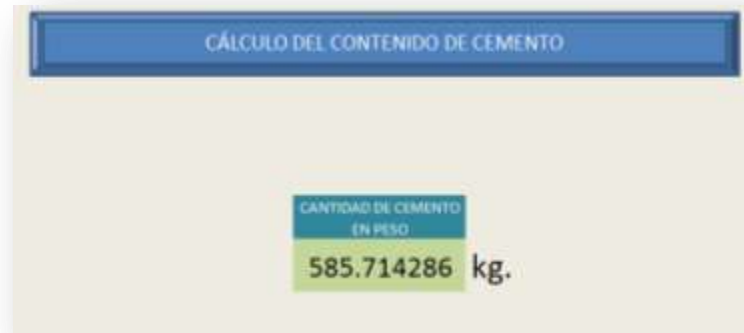 CÁLCULO DEL CONTENIDO DE CEMENTO
CANTIDAD DE CEMENTO
EN PESO
585.714286 kg.